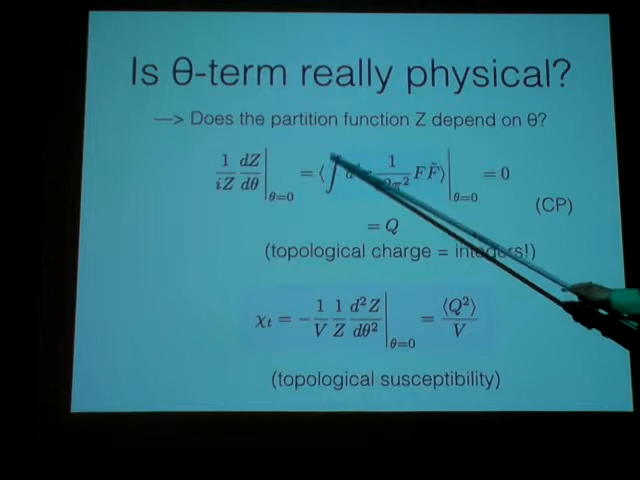 Is θ-term really physical?
—> Does the partition function Z depend on θ?
1/iZ dZ/dθ |θ=0 = ⟨∫ 1/ π² FF̃⟩ |θ=0 = 0
(CP)
= Q
(topological charge = integers!)
χt = − 1/V 1/Z d²Z/dθ² |θ=0 = ⟨Q²⟩/V
(topological susceptibility)